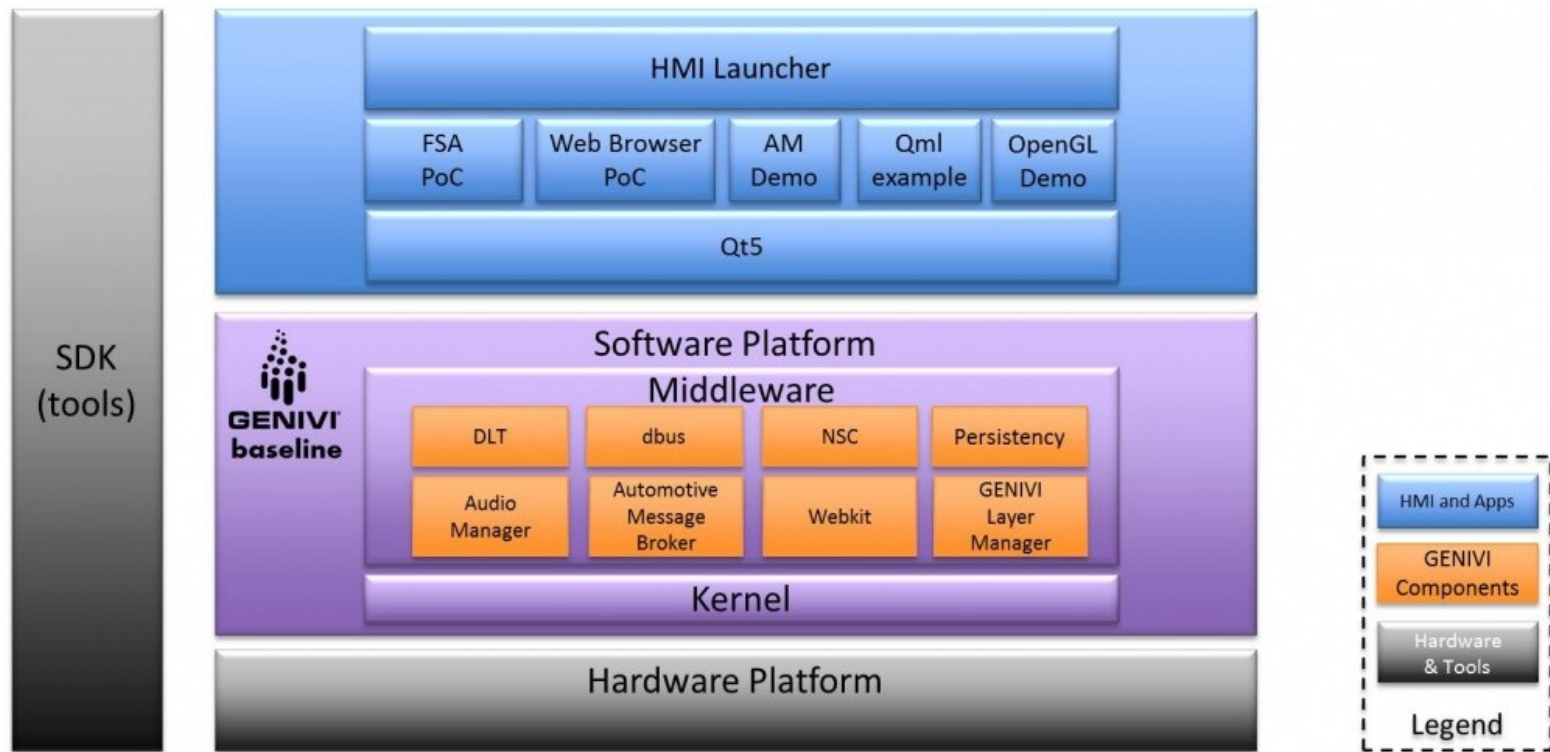 SDK
(tools)
HMI Launcher
FSA
PoC
Web Browser
PoC
AM
Demo
Qml
example
OpenGL
Demo
Qt5
GENIVI®
baseline
Software Platform
Middleware
DLT
dbus
NSC
Persistency
Audio
Manager
Automotive
Message
Broker
Webkit
GENIVI
Layer
Manager
Kernel
Hardware Platform
HMI and Apps
GENIVI
Components
Hardware
& Tools
Legend